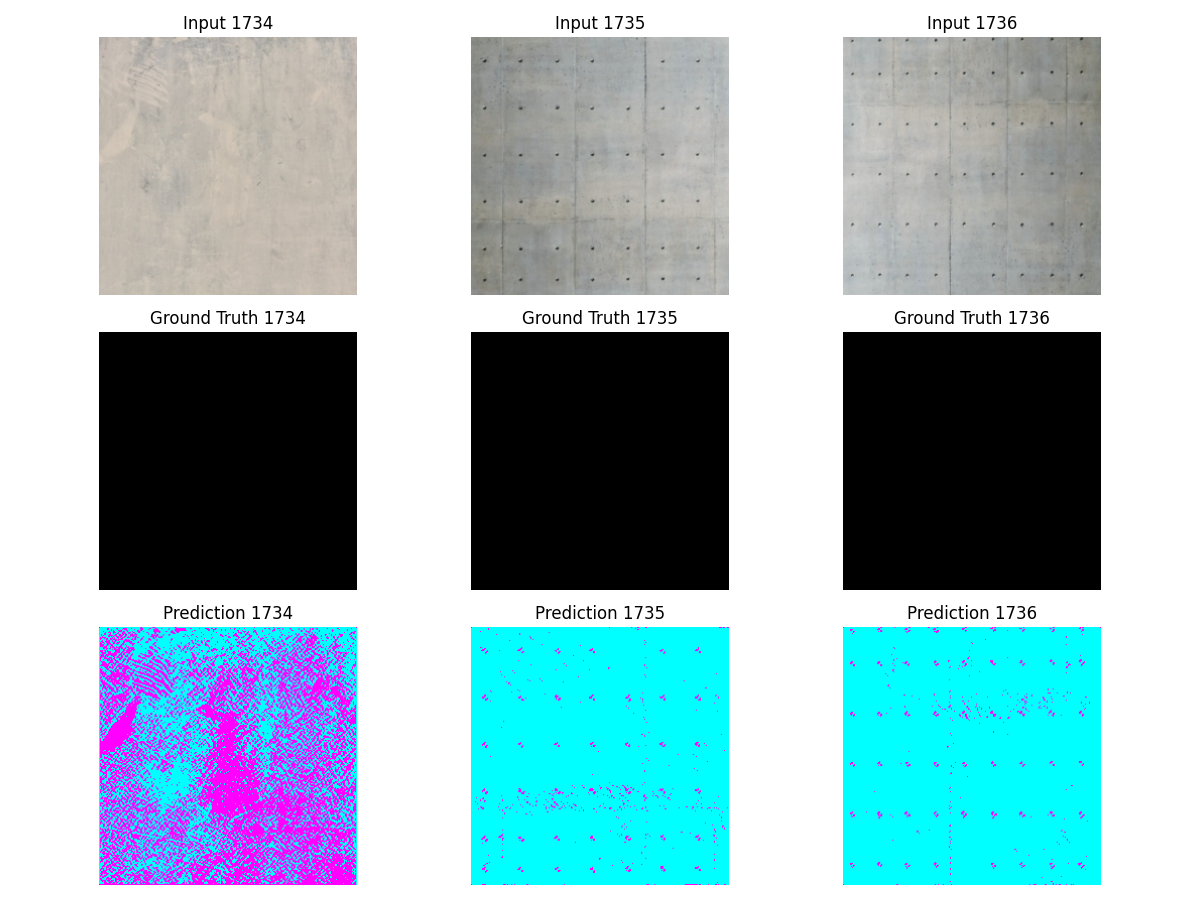 Input 1734
Input 1735
Input 1736
Ground Truth 1734
Ground Truth 1735
Ground Truth 1736
Prediction 1734
Prediction 1735
Prediction 1736